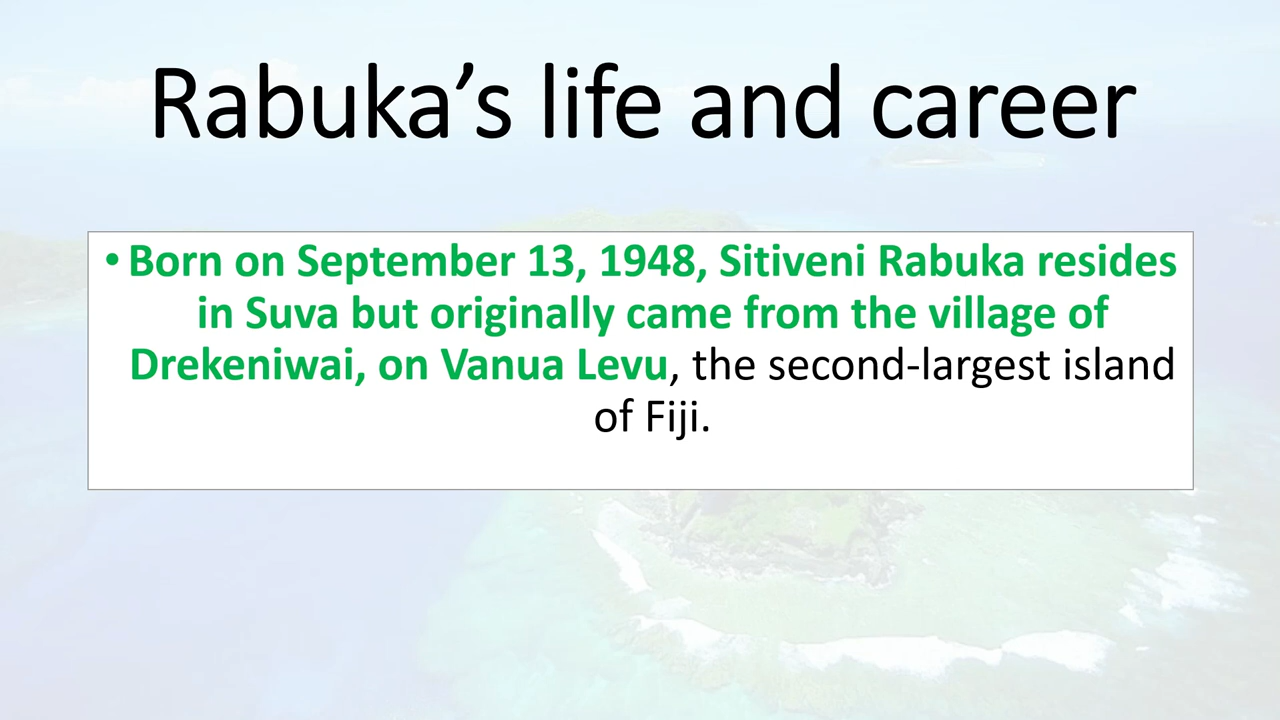 Rabuka’s life and career
• Born on September 13, 1948, Sitiveni Rabuka resides
in Suva but originally came from the village of
Drekeniwai, on Vanua Levu, the second-largest island
of Fiji.